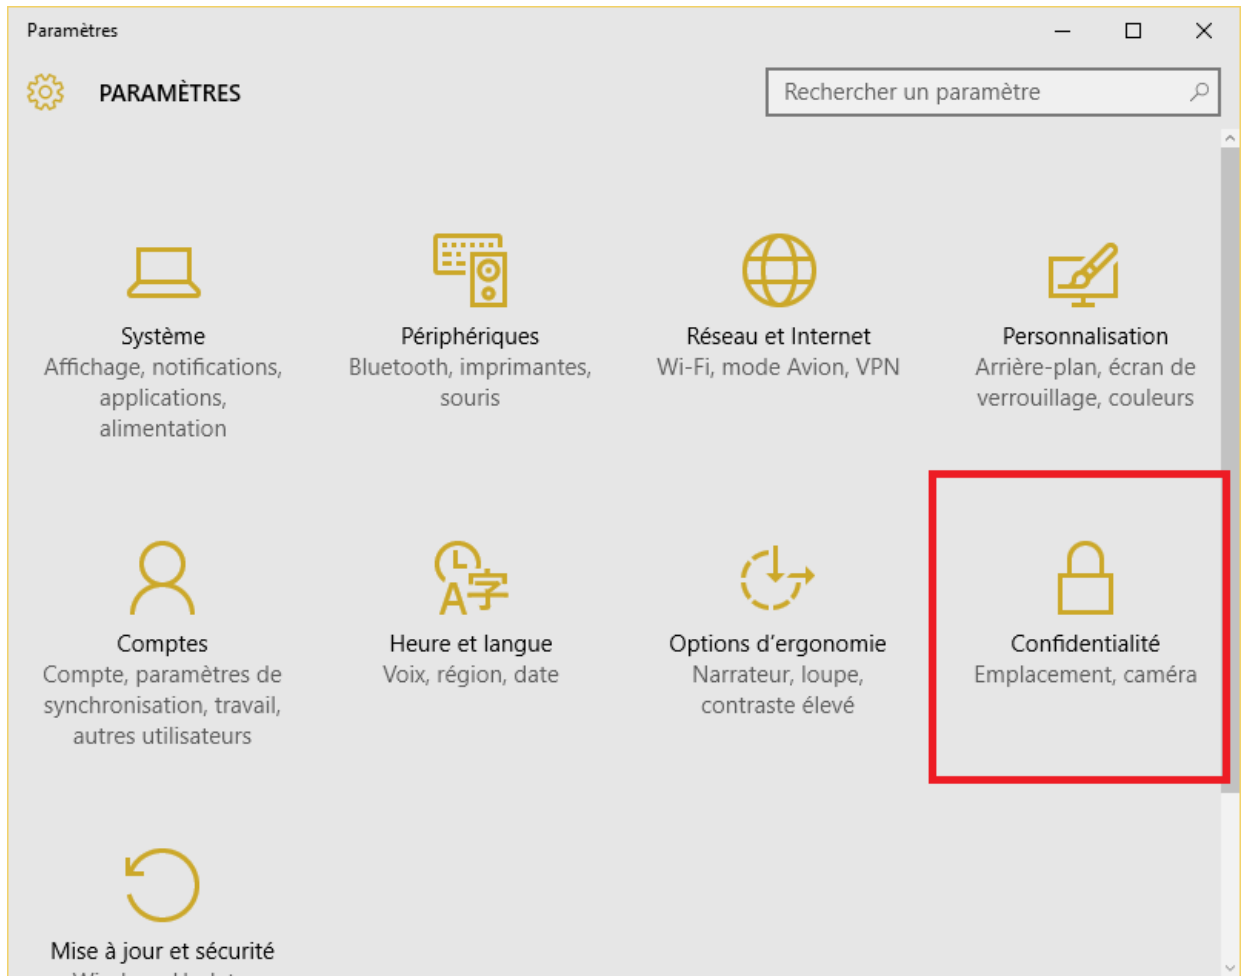 Paramètres
PARAMÈTRES
Rechercher un paramètre
Système
Affichage, notifications,
applications,
alimentation
Périphériques
Bluetooth, imprimantes,
souris
Réseau et Internet
Wi-Fi, mode Avion, VPN
Personnalisation
Arrière-plan, écran de
verrouillage, couleurs
Comptes
Compte, paramètres de
synchronisation, travail,
autres utilisateurs
Heure et langue
Voix, région, date
Options d’ergonomie
Narrateur, loupe,
contraste élevé
Confidentialité
Emplacement, caméra
Mise à jour et sécurité